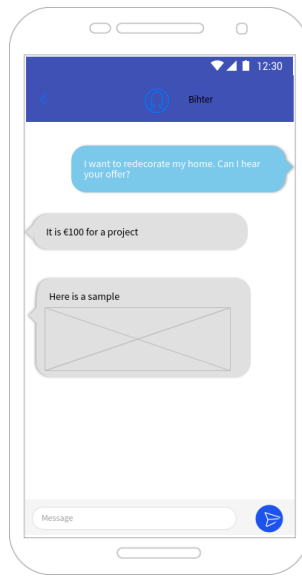 12:30
Bihter
I want to redecorate my home. Can I hear
your offer?
It is €100 for a project
Here is a sample
Message